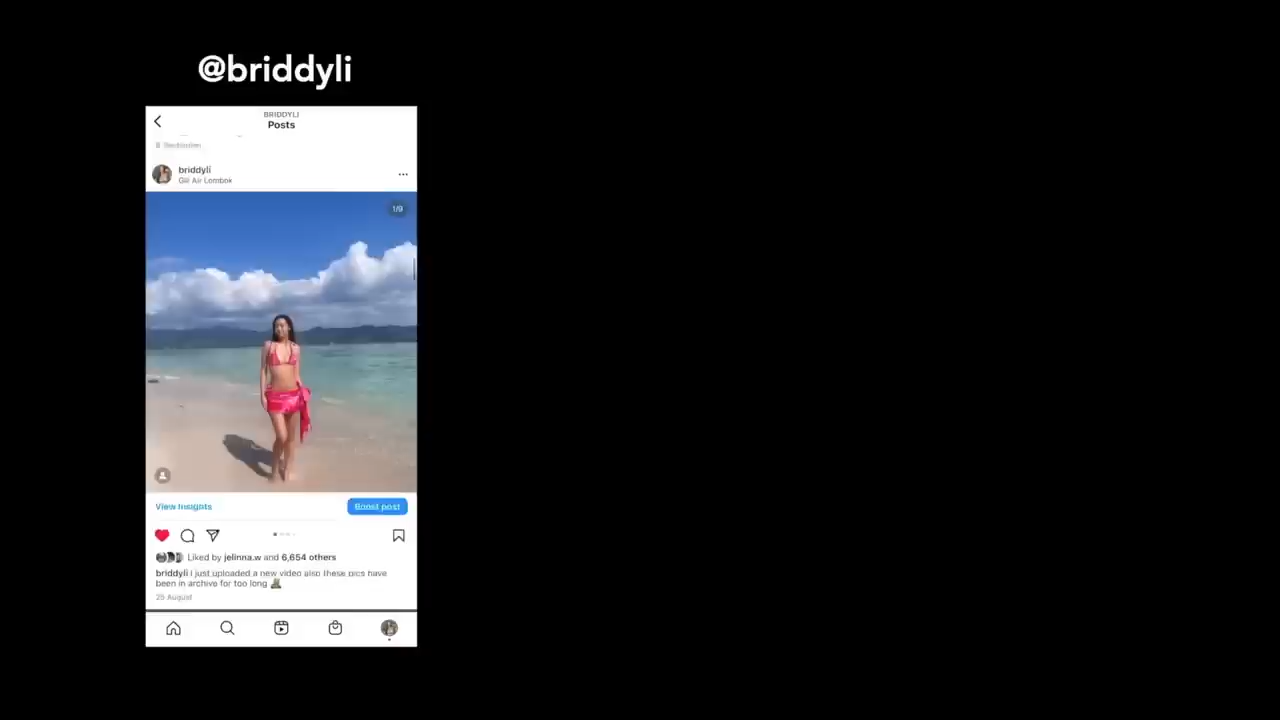 @briddyli
BRIDDYLI
Posts
briddyli
Gili Air Lombok
1/9
View Insights
Boost post
Liked by jelinna.w and 6,654 others
briddyli I just uploaded a new video also these pics have
been in archive for too long
25 August